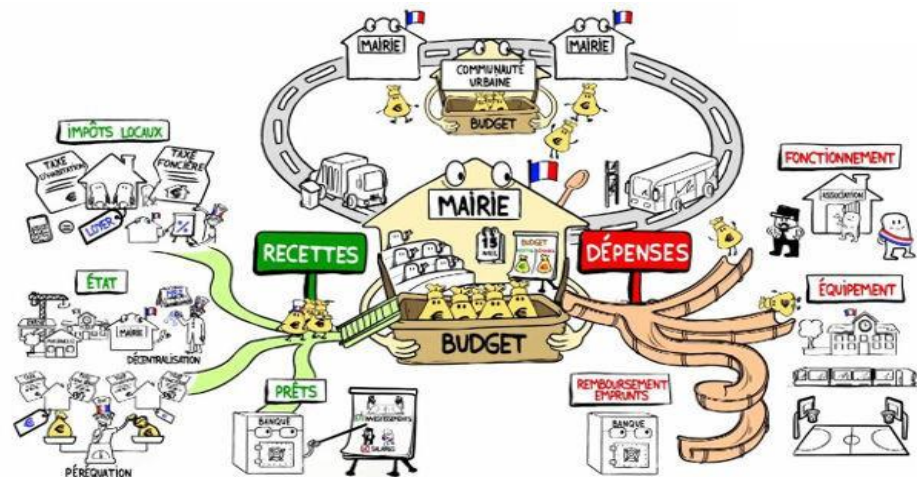 MAIRIE
MAIRIE
COMMUNAUTÉ
URBAINE
BUDGET
IMPÔTS LOCAUX
TAXE
D'HABITATION
TAXE
FONCIÈRE
€
LOYER
%
FONCTIONNEMENT
ASSOCIATION
MAIRIE
15
BUDGET
RECETTES
DÉPENSES
ÉTAT
MAIRIE
DÉCENTRALISATION
BUDGET
ÉQUIPEMENT
PRÊTS
BANQUE
INVESTISSEMENTS
SALAIRES
REMBOURSEMENT
EMPRUNTS
BANQUE
€
€
PÉRÉQUATION